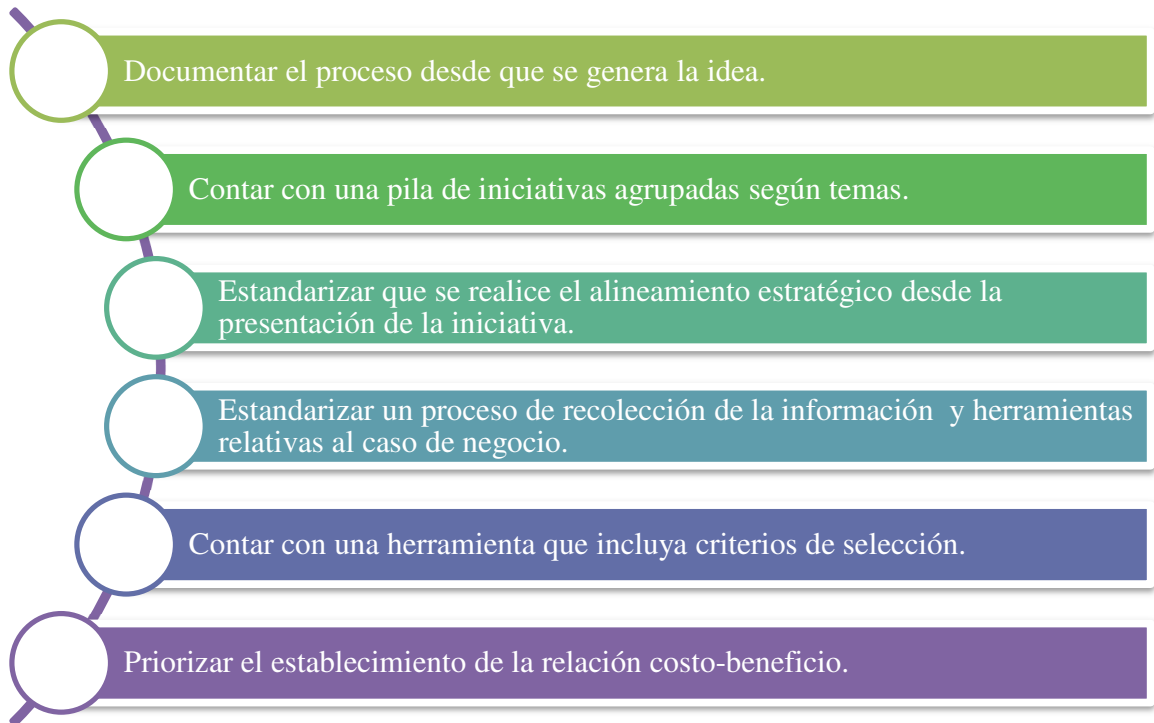 Documentar el proceso desde que se genera la idea.
Contar con una pila de iniciativas agrupadas según temas.
Estandarizar que se realice el alineamiento estratégico desde la
presentación de la iniciativa.
Estandarizar un proceso de recolección de la información  y herramientas
relativas al caso de negocio.
Contar con una herramienta que incluya criterios de selección.
Priorizar el establecimiento de la relación costo-beneficio.